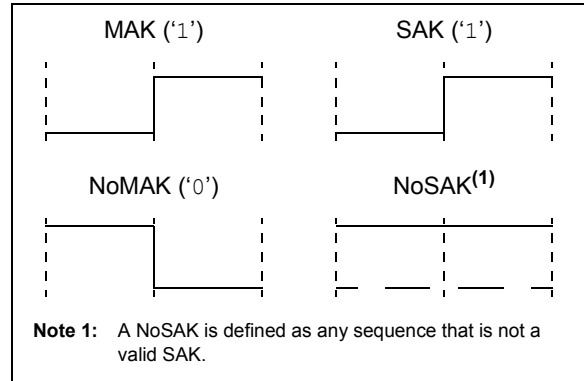 MAK (‘1’)
SAK (‘1’)
NoMAK (‘0’)
NoSAK(1)
Note 1: A NoSAK is defined as any sequence that is not a
valid SAK.